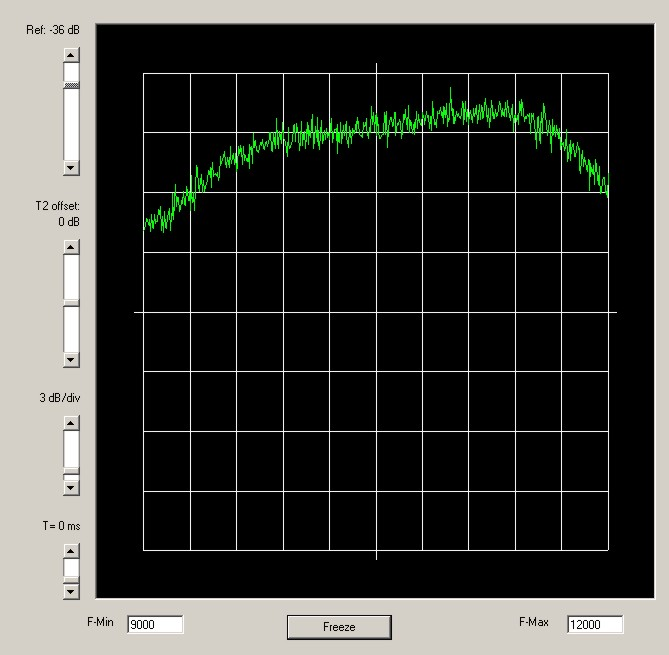 Ref: -36 dB
T2 offset:
0 dB
3 dB/div
T= 0 ms
F-Min 9000 Freeze F-Max 12000